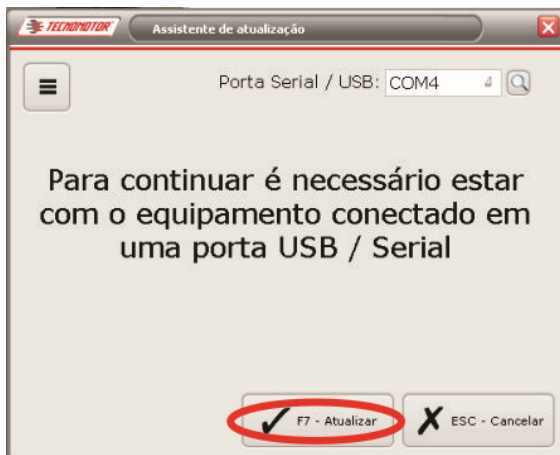 TECNOMOTOR Assistente de atualização
Porta Serial / USB: COM4
Para continuar é necessário estar
com o equipamento conectado em
uma porta USB / Serial
F7 - Atualizar ESC - Cancelar